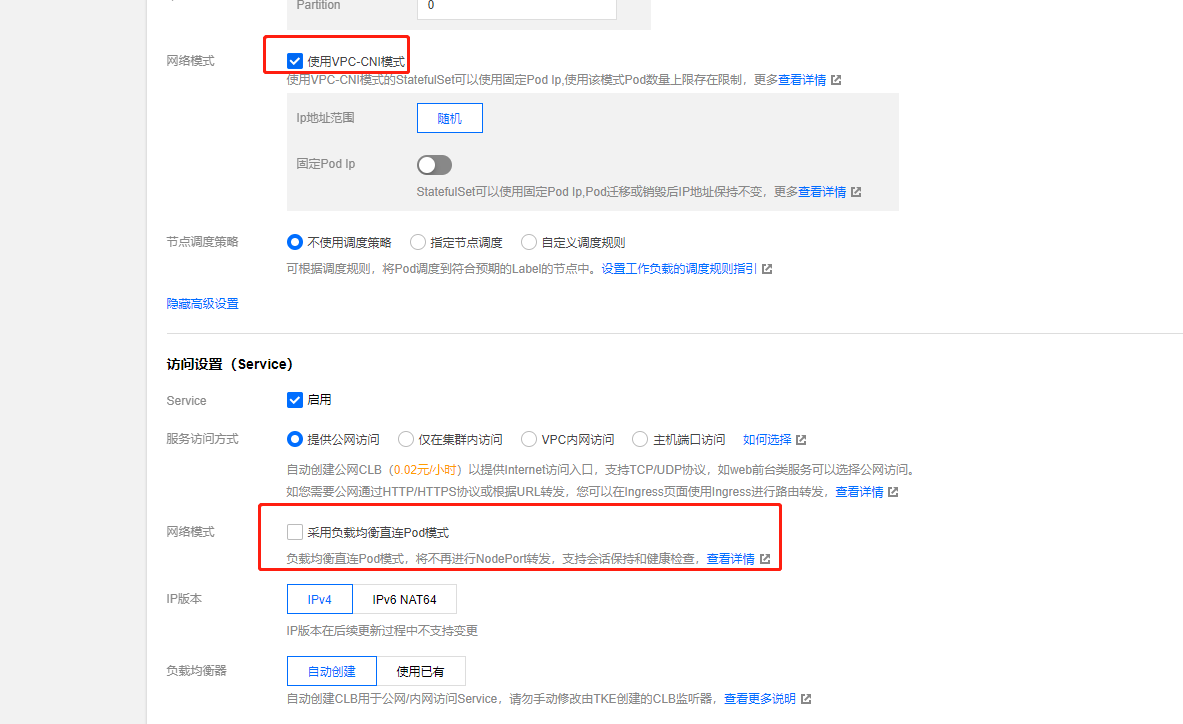 Partition 0
网络模式 使用VPC-CNI模式
使用VPC-CNI模式的StatefulSet可以使用固定Pod Ip,使用该模式Pod数量上限存在限制，更多查看详情
Ip地址范围 随机
固定Pod Ip
StatefulSet可以使用固定Pod Ip,Pod迁移或销毁后IP地址保持不变，更多查看详情
节点调度策略 不使用调度策略 指定节点调度 自定义调度规则
可根据调度规则，将Pod调度到符合预期的Label的节点中。设置工作负载的调度规则指引
隐藏高级设置
访问设置（Service）
Service 启用
服务访问方式 提供公网访问 仅在集群内访问 VPC内网访问 主机端口访问 如何选择
自动创建公网CLB（0.02元/小时）以提供Internet访问入口，支持TCP/UDP协议，如web前台类服务可以选择公网访问。
如您需要公网通过HTTP/HTTPS协议或根据URL转发，您可以在Ingress页面使用Ingress进行路由转发，查看详情
网络模式 采用负载均衡直连Pod模式
负载均衡直连Pod模式，将不再进行NodePort转发，支持会话保持和健康检查，查看详情
IP版本 IPv4 IPv6 NAT64
IP版本在后续更新过程中不支持变更
负载均衡器 自动创建 使用已有
自动创建CLB用于公网/内网访问Service，请勿手动修改由TKE创建的CLB监听器，查看更多说明